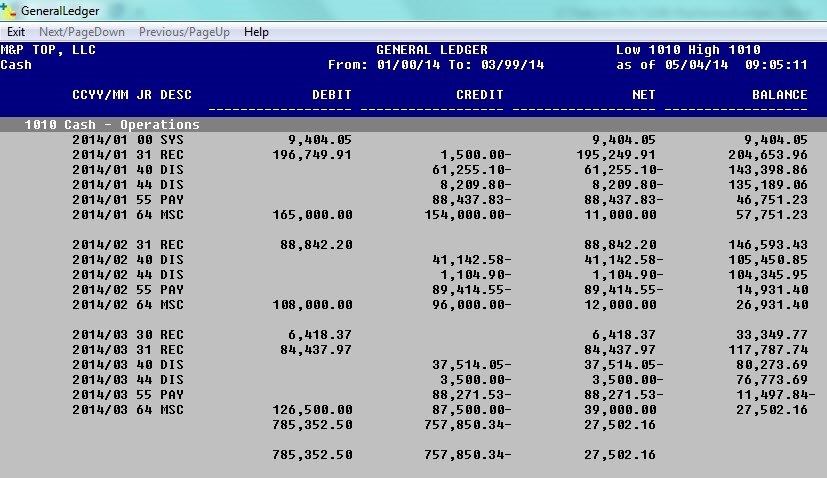 GeneralLedger
Exit Next/PageDown Previous/PageUp Help
M&P TOP, LLC GENERAL LEDGER Low 1010 High 1010
Cash From: 01/00/14 To: 03/99/14 as of 05/04/14 09:05:11
CCYY/MM JR DESC DEBIT CREDIT NET BALANCE
1010 Cash - Operations
2014/01 00 SYS 9,404.05 9,404.05 9,404.05
2014/01 31 REC 196,749.91 1,500.00- 195,249.91 204,653.96
2014/01 40 DIS 61,255.10- 61,255.10- 143,398.86
2014/01 44 DIS 8,209.80- 8,209.80- 135,189.06
2014/01 55 PAY 88,437.83- 88,437.83- 46,751.23
2014/01 64 MSC 165,000.00 154,000.00- 11,000.00 57,751.23
2014/02 31 REC 88,842.20 88,842.20 146,593.43
2014/02 40 DIS 41,142.58- 41,142.58- 105,450.85
2014/02 44 DIS 1,104.90- 1,104.90- 104,345.95
2014/02 55 PAY 89,414.55- 89,414.55- 14,931.40
2014/02 64 MSC 108,000.00 96,000.00- 12,000.00 26,931.40
2014/03 30 REC 6,418.37 6,418.37 33,349.77
2014/03 31 REC 84,437.97 84,437.97 117,787.74
2014/03 40 DIS 37,514.05- 37,514.05- 80,273.69
2014/03 44 DIS 3,500.00- 3,500.00- 76,773.69
2014/03 55 PAY 88,271.53- 88,271.53- 11,497.84-
2014/03 64 MSC 126,500.00 87,500.00- 39,000.00 27,502.16
785,352.50 757,850.34- 27,502.16
785,352.50 757,850.34- 27,502.16